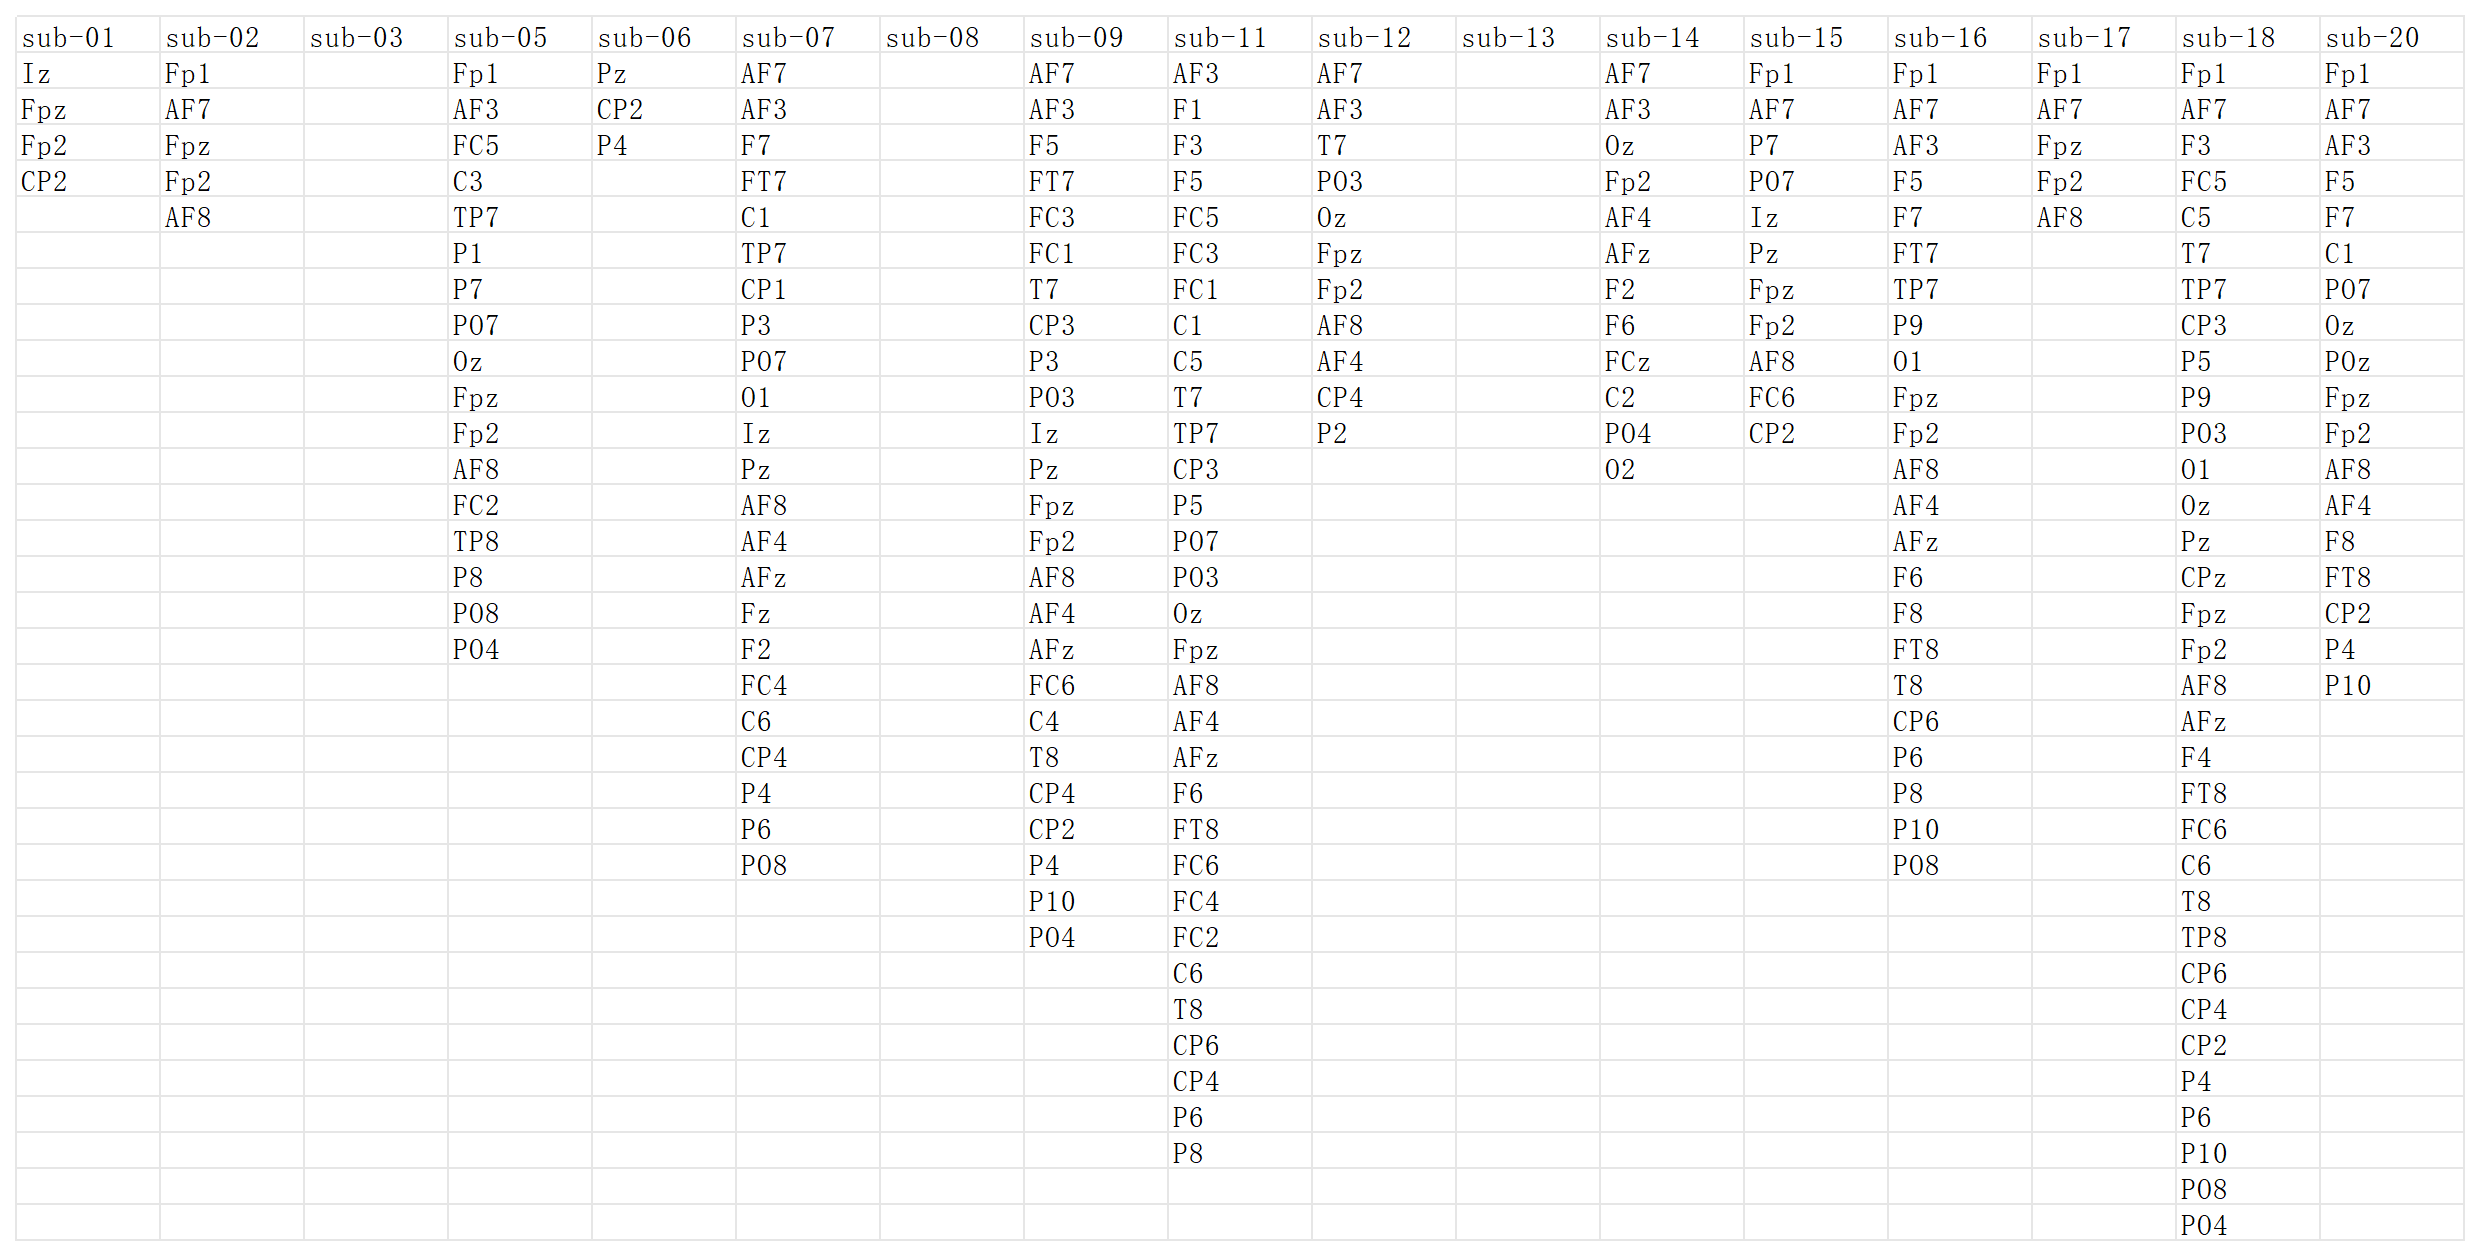 sub-01 sub-02 sub-03 sub-05 sub-06 sub-07 sub-08 sub-09 sub-11 sub-12 sub-13 sub-14 sub-15 sub-16 sub-17 sub-18 sub-20
Iz Fp1 Fp1 Pz AF7 AF7 AF3 AF7 AF7 Fp1 Fp1 Fp1 Fp1 Fp1
Fpz AF7 AF3 CP2 AF3 AF3 F1 AF3 AF3 AF7 AF7 AF7 AF7 AF7
Fp2 Fpz FC5 P4 F7 F5 F3 T7 Oz P7 AF3 Fpz F3 AF3
CP2 Fp2 C3 FT7 FT7 F5 PO3 Fp2 PO7 F5 Fp2 FC5 F5
AF8 TP7 C1 FC3 FC5 Oz AF4 Iz F7 AF8 C5 F7
P1 TP7 FC1 FC3 Fpz AFz Pz FT7 T7 C1
P7 CP1 T7 FC1 Fp2 F2 Fpz TP7 TP7 PO7
PO7 P3 CP3 C1 AF8 F6 Fp2 P9 CP3 Oz
Oz PO7 P3 C5 AF4 FCz AF8 O1 P5 POz
Fpz O1 PO3 T7 CP4 C2 FC6 Fpz P9 Fpz
Fp2 Iz Iz TP7 P2 PO4 CP2 Fp2 PO3 Fp2
AF8 Pz Pz CP3 O2 AF8 O1 AF8
FC2 AF8 Fpz P5 AF4 Oz AF4
TP8 AF4 Fp2 PO7 AFz Pz F8
P8 AFz AF8 PO3 F6 CPz FT8
PO8 Fz AF4 Oz F8 Fpz CP2
PO4 F2 AFz Fpz FT8 Fp2 P4
FC4 FC6 AF8 T8 AF8 P10
C6 C4 AF4 CP6 AFz
CP4 T8 AFz P6 F4
P4 CP4 F6 P8 FT8
P6 CP2 FT8 P10 FC6
PO8 P4 FC6 PO8 C6
P10 FC4 T8
PO4 FC2 TP8
C6 CP6
T8 CP4
CP6 CP2
CP4 P4
P6 P6
P8 P10
PO8
PO4